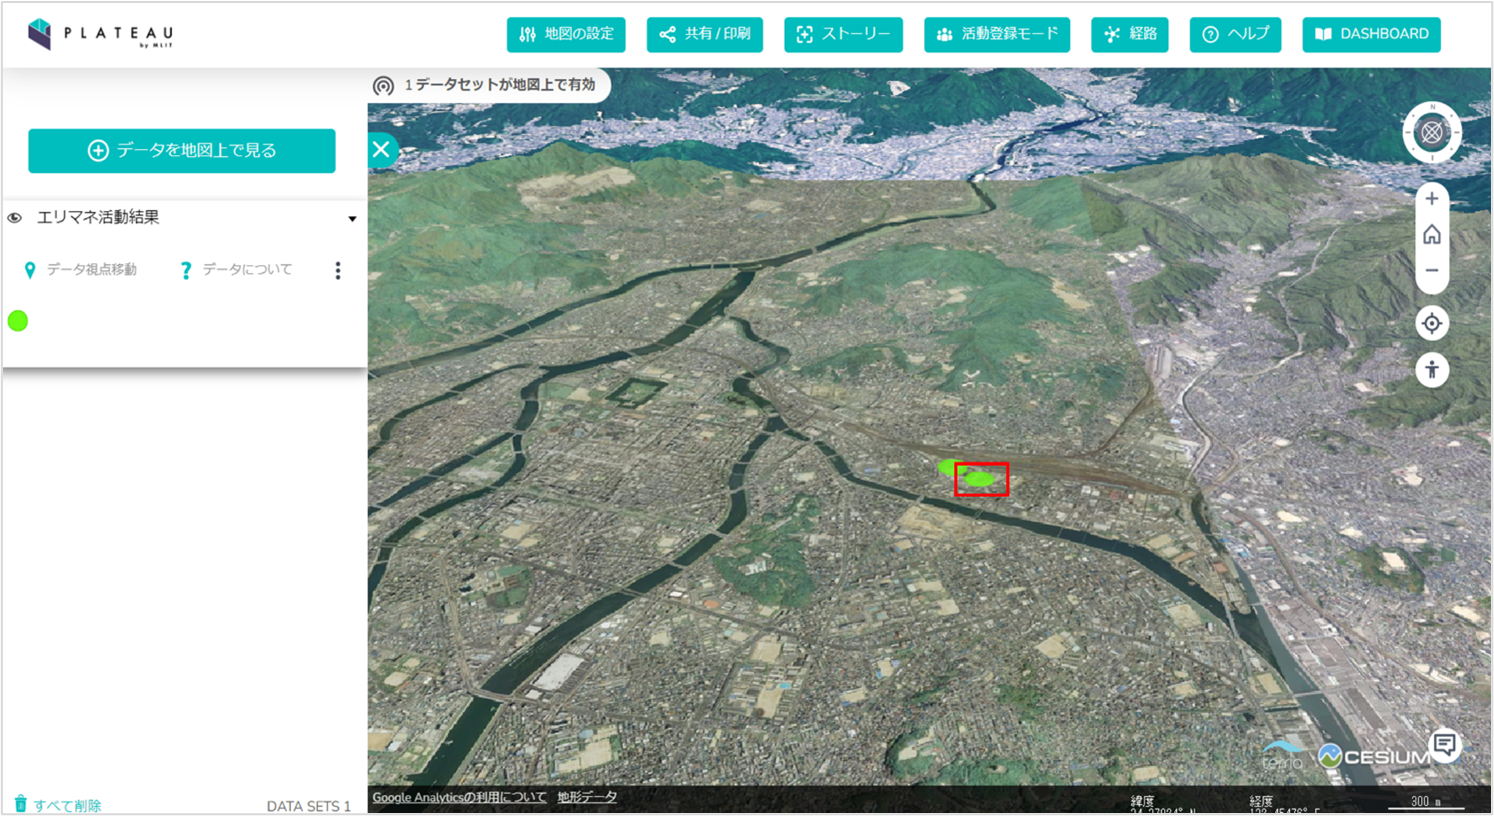 PLATEAU
by MLIT
地図の設定
共有 / 印刷
ストーリー
活動登録モード
経路
ヘルプ
DASHBOARD
1 データセットが地図上で有効
データを地図上で見る
エリマネ活動結果
データ視点移動
データについて
N
terria
CESIUM
すべて削除
DATA SETS 1
Google Analyticsの利用について 地形データ
緯度
経度
300 m